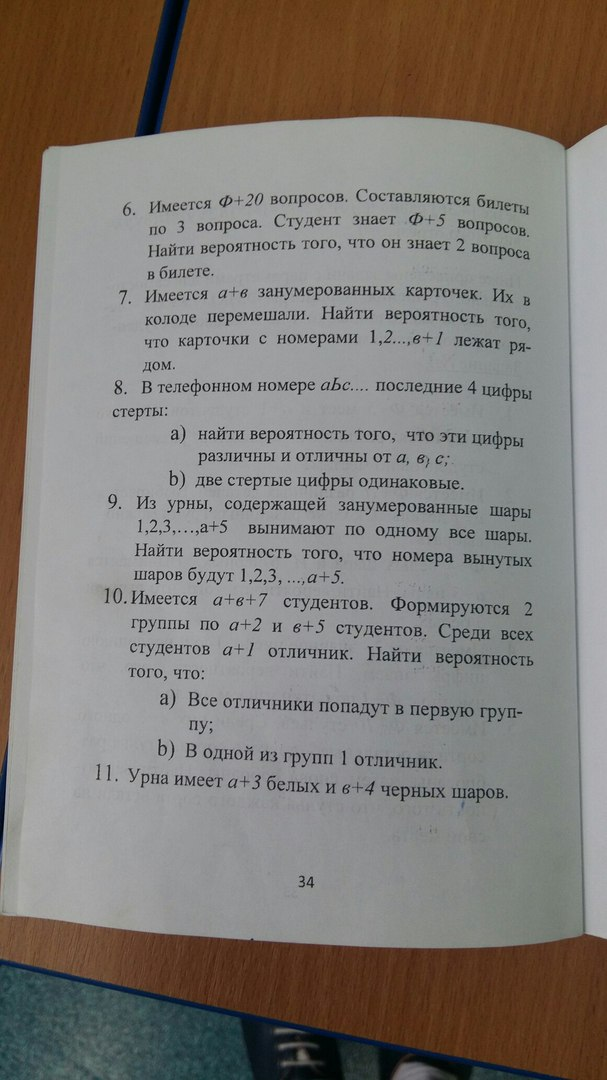 6. Имеется Ф+20 вопросов. Составляются билеты
по 3 вопроса. Студент знает Ф+5 вопросов.
Найти вероятность того, что он знает 2 вопроса
в билете.
7. Имеется а+в занумерованных карточек. Их в
колоде перемешали. Найти вероятность того,
что карточки с номерами 1,2...,в+1 лежат ря-
дом.
8. В телефонном номере аbс.... последние 4 цифры
стерты:
a) найти вероятность того, что эти цифры
различны и отличны от а, в, с;
b) две стертые цифры одинаковые.
9. Из урны, содержащей занумерованные шары
1,2,3,...,а+5 вынимают по одному все шары.
Найти вероятность того, что номера вынутых
шаров будут 1,2,3, ...,а+5.
10. Имеется а+в+7 студентов. Формируются 2
группы по а+2 и в+5 студентов. Среди всех
студентов а+1 отличник. Найти вероятность
того, что:
a) Все отличники попадут в первую груп-
пу;
b) В одной из групп 1 отличник.
11. Урна имеет а+3 белых и в+4 черных шаров.
34